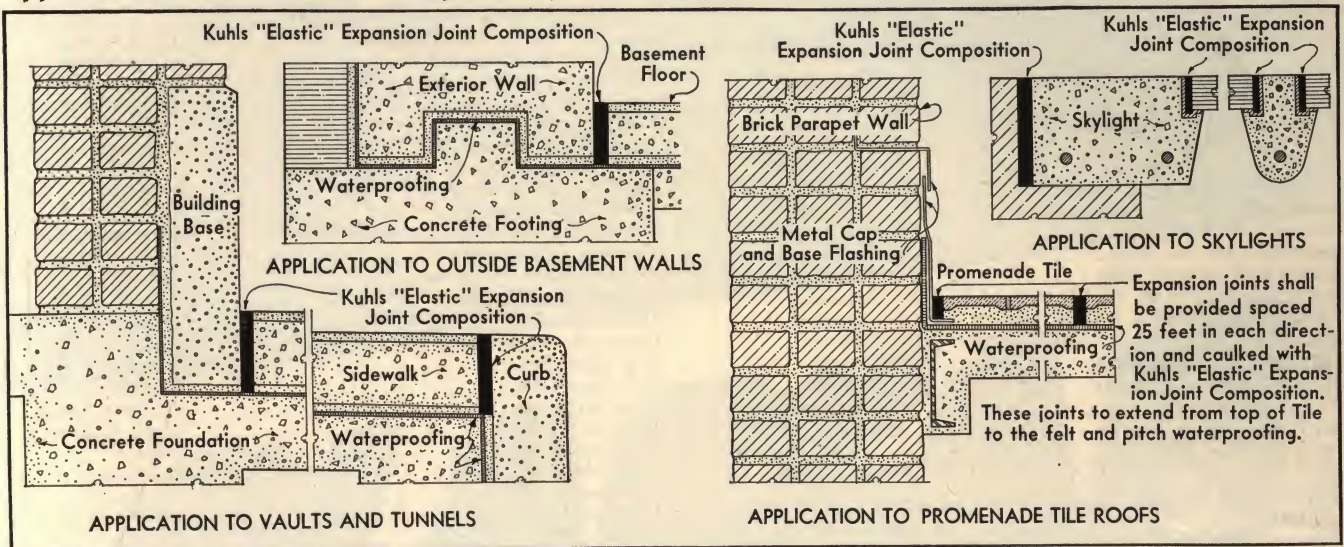 Kuhls "Elastic" Expansion Joint Composition
Basement
Floor
Exterior Wall
Waterproofing
Concrete Footing
APPLICATION TO OUTSIDE BASEMENT WALLS
Building
Base
Kuhls "Elastic" Expansion
Joint Composition
Sidewalk
Curb
Concrete Foundation
Waterproofing
APPLICATION TO VAULTS AND TUNNELS
Kuhls "Elastic"
Expansion Joint Composition
Brick Parapet Wall
Metal Cap
and Base Flashing
Promenade Tile
Waterproofing
Expansion joints shall
be provided spaced
25 feet in each direct-
ion and caulked with
Kuhls "Elastic" Expans-
ion Joint Composition.
These joints to extend from top of Tile
to the felt and pitch waterproofing.
APPLICATION TO PROMENADE TILE ROOFS
Kuhls "Elastic" Expansion
Joint Composition
Skylight
APPLICATION TO SKYLIGHTS